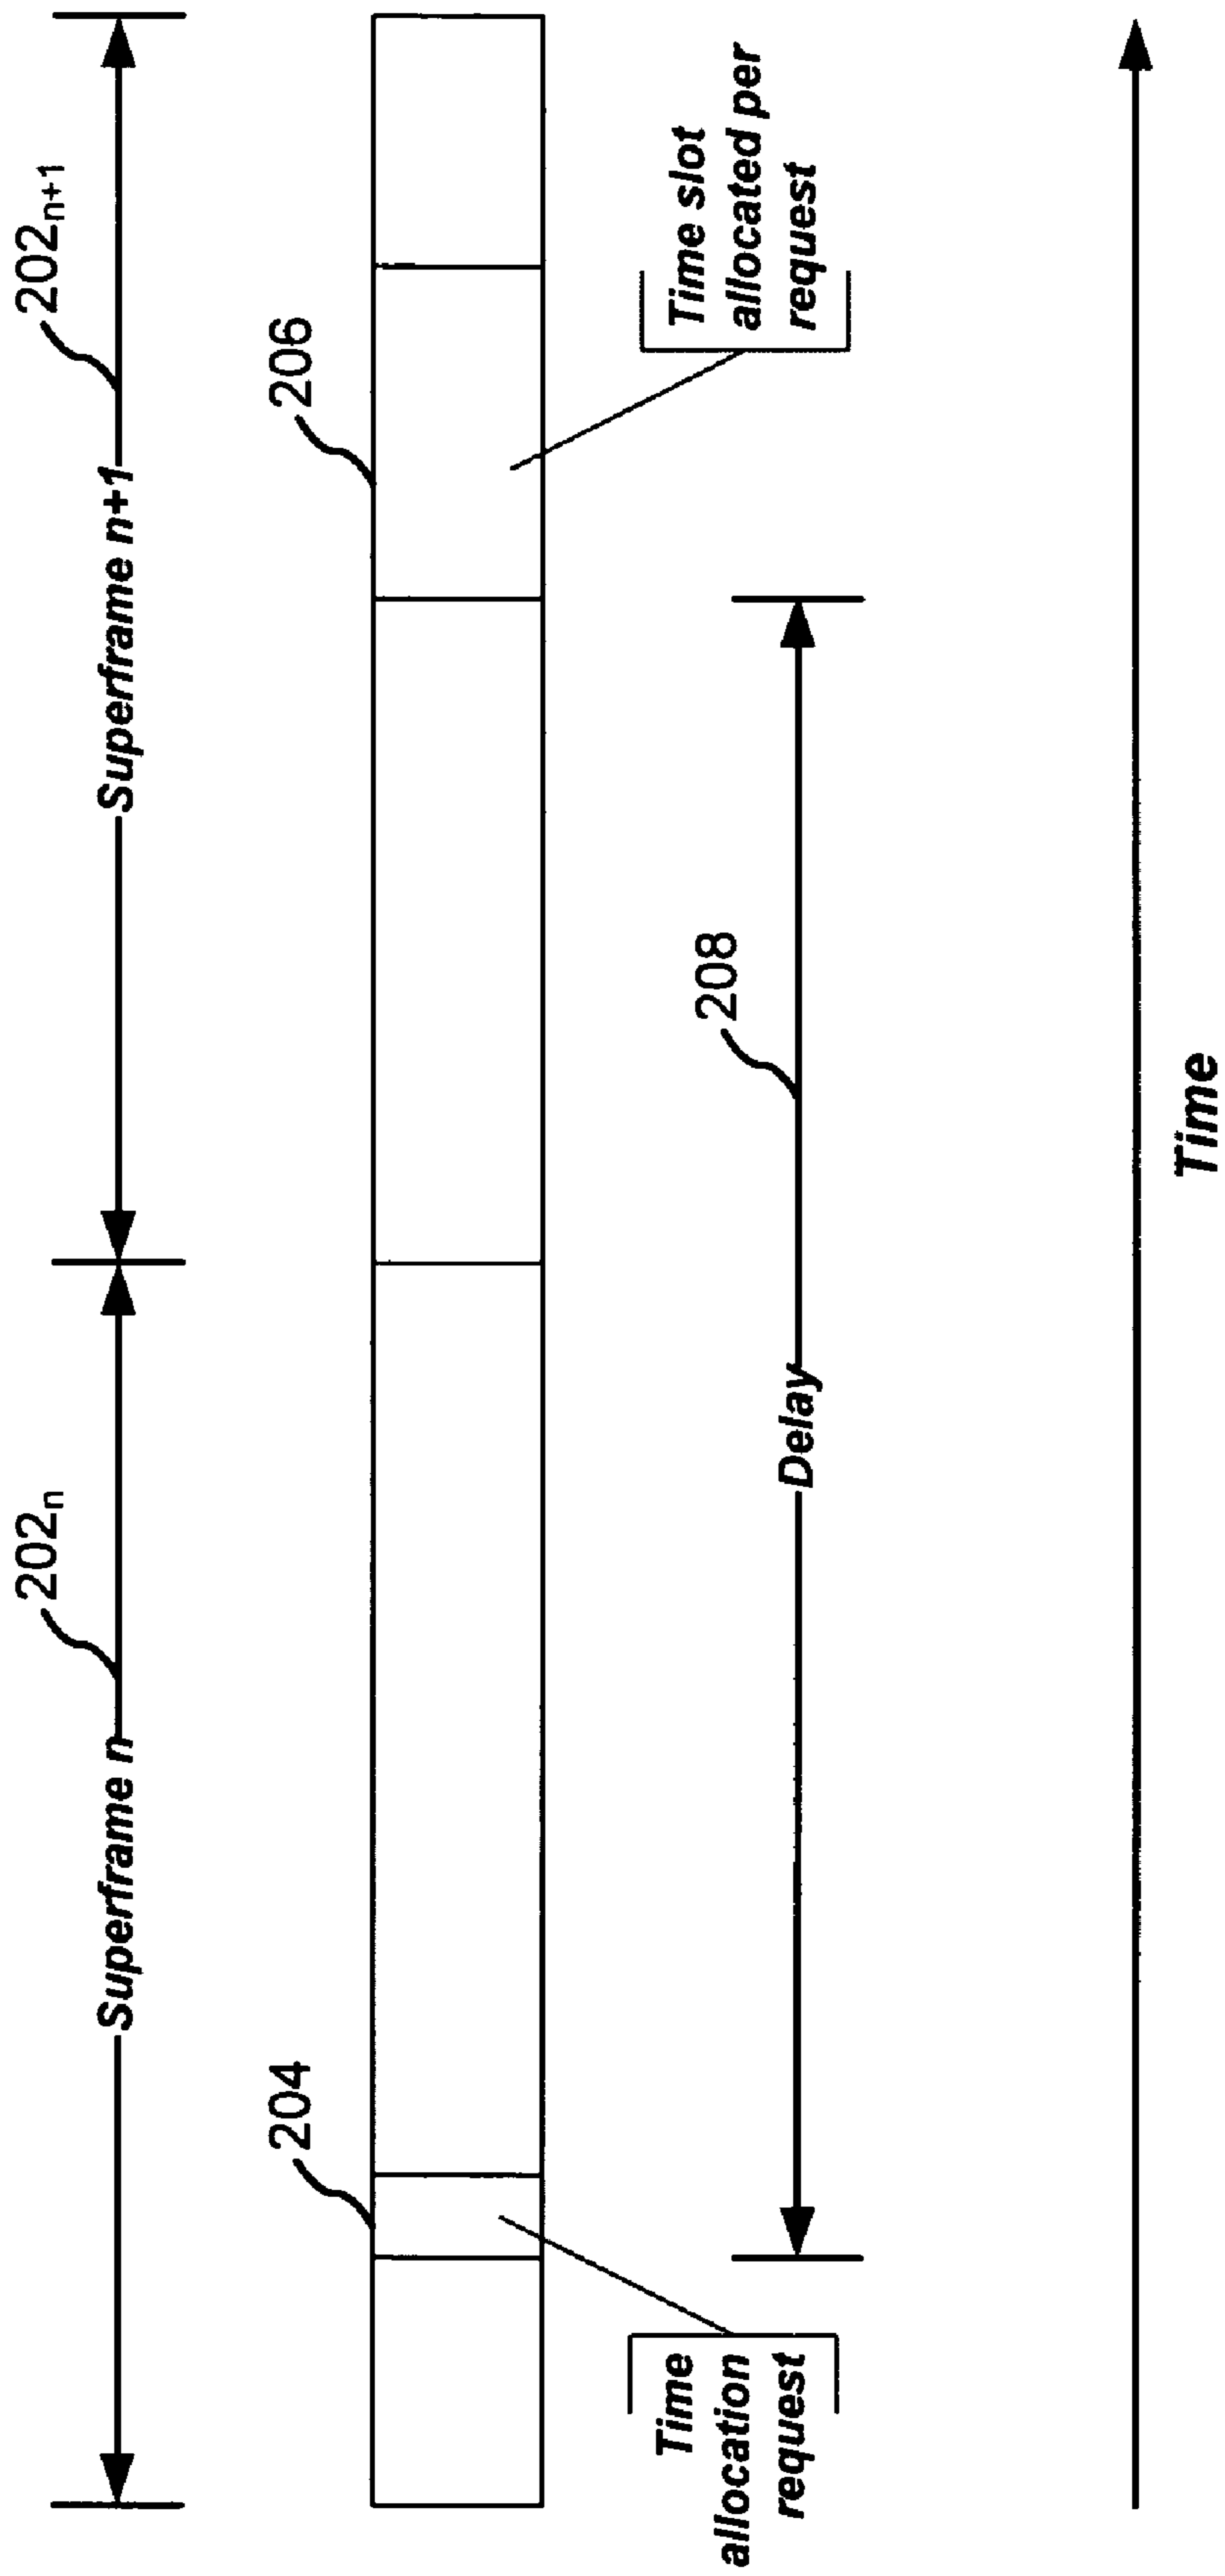 202n
202n+1
Superframe n
Superframe n+1
204
206
Time
allocation
request
Time slot
allocated per
request
208
Delay
Time